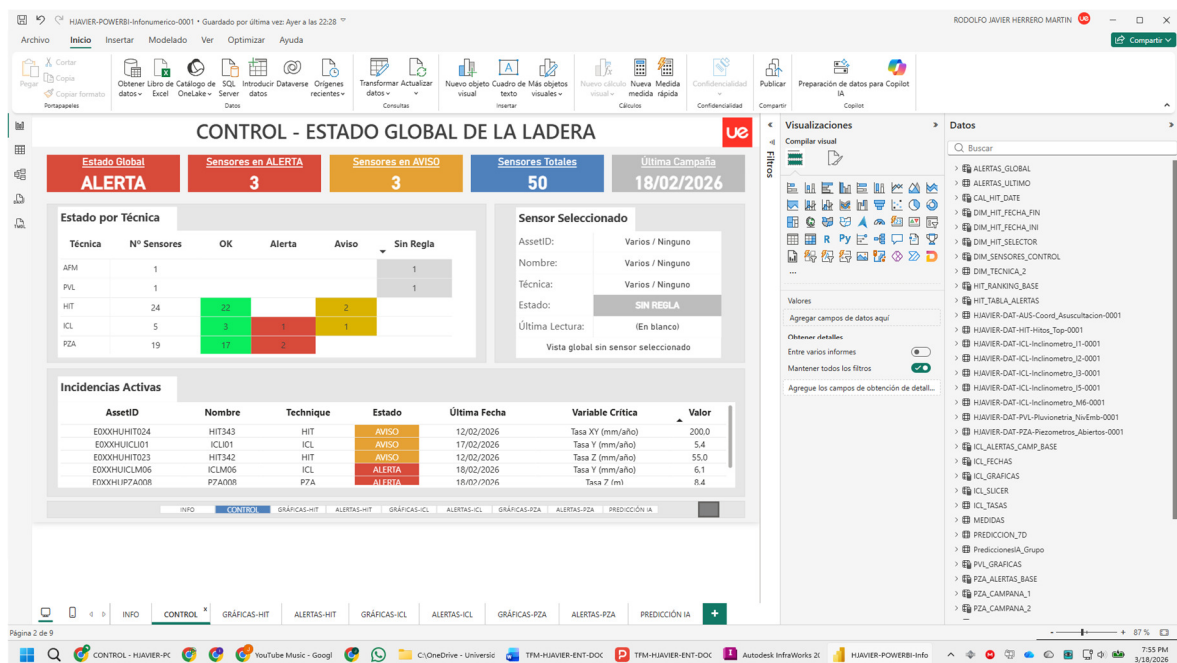 HJAVIER-POWERBI-Infonumerico-0001 • Guardado por última vez: Ayer a las 22:28
RODOLFO JAVIER HERRERO MARTIN
Archivo Inicio Insertar Modelado Ver Optimizar Ayuda
Compartir
Pegar
Cortar
Copia
Copiar formato
Portapapeles
Obtener datos
Libro de Excel
Catálogo de OneLake
SQL Server
Introducir datos
Dataverse
Orígenes recientes
Datos
Transformar datos
Actualizar
Consultas
Nuevo objeto visual
Cuadro de texto
Más objetos visuales
Insertar
Nuevo cálculo visual
Nueva medida
Medida rápida
Cálculos
Confidencialidad
Confidencialidad
Publicar
Compartir
Preparación de datos para IA
Copilot
Copilot
CONTROL - ESTADO GLOBAL DE LA LADERA
ue
Estado Global
ALERTA
Sensores en ALERTA
3
Sensores en AVISO
3
Sensores Totales
50
Última Campaña
18/02/2026
Estado por Técnica
Técnica Nº Sensores OK Alerta Aviso Sin Regla
AFM 1 1
PVL 1 1
HIT 24 22 2
ICL 5 3 1 1
PZA 19 17 2
Sensor Seleccionado
AssetID: Varios / Ninguno
Nombre: Varios / Ninguno
Técnica: Varios / Ninguno
Estado: SIN REGLA
Última Lectura: (En blanco)
Vista global sin sensor seleccionado
Incidencias Activas
AssetID Nombre Technique Estado Última Fecha Variable Crítica Valor
E0XXHUHIT024 HIT343 HIT AVISO 12/02/2026 Tasa XY (mm/año) 200.0
E0XXHUICLI01 ICLI01 ICL AVISO 17/02/2026 Tasa Y (mm/año) 5.4
E0XXHUHIT023 HIT342 HIT AVISO 12/02/2026 Tasa Z (mm/año) 55.0
E0XXHUICLM06 ICLM06 ICL ALERTA 18/02/2026 Tasa Y (mm/año) 6.1
E0XXHUPZA008 PZA008 PZA ALERTA 18/02/2026 Tasa Z (m) 8.4
INFO CONTROL GRÁFICAS-HIT ALERTAS-HIT GRÁFICAS-ICL ALERTAS-ICL GRÁFICAS-PZA ALERTAS-PZA PREDICCIÓN IA
Filtros
Visualizaciones
Compilar visual
R Py
...
Valores
Agregar campos de datos aquí
Obtener detalles
Entre varios informes
Mantener todos los filtros
Agregue los campos de obtención de detall...
Datos
Buscar
ALERTAS_GLOBAL
ALERTAS_ULTIMO
CAL_HIT_DATE
DIM_HIT_FECHA_FIN
DIM_HIT_FECHA_INI
DIM_HIT_SELECTOR
DIM_SENSORES_CONTROL
DIM_TECNICA_2
HIT_RANKING_BASE
HIT_TABLA_ALERTAS
HJAVIER-DAT-AUS-Coord_Asuscultacion-0001
HJAVIER-DAT-HIT-Hitos_Top-0001
HJAVIER-DAT-ICL-Inclinometro_I1-0001
HJAVIER-DAT-ICL-Inclinometro_I2-0001
HJAVIER-DAT-ICL-Inclinometro_I3-0001
HJAVIER-DAT-ICL-Inclinometro_I5-0001
HJAVIER-DAT-ICL-Inclinometro_M6-0001
HJAVIER-DAT-PVL-Pluvionetria_NivEmb-0001
HJAVIER-DAT-PZA-Piezometros_Abiertos-0001
ICL_ALERTAS_CAMP_BASE
ICL_FECHAS
ICL_GRAFICAS
ICL_SLICER
ICL_TASAS
MEDIDAS
PREDICCION_7D
PrediccionesIA_Grupo
PVL_GRAFICAS
PZA_ALERTAS_BASE
PZA_CAMPANA_1
PZA_CAMPANA_2
INFO CONTROL GRÁFICAS-HIT ALERTAS-HIT GRÁFICAS-ICL ALERTAS-ICL GRÁFICAS-PZA ALERTAS-PZA PREDICCIÓN IA
Página 2 de 9
87 %
CONTROL - HJAVIER-PC
YouTube Music - Googl
C:\OneDrive - Universic
TFM-HJAVIER-ENT-DOC
TFM-HJAVIER-ENT-DOC
Autodesk InfraWorks 2(
HJAVIER-POWERBI-Info
7:55 PM
3/18/2026